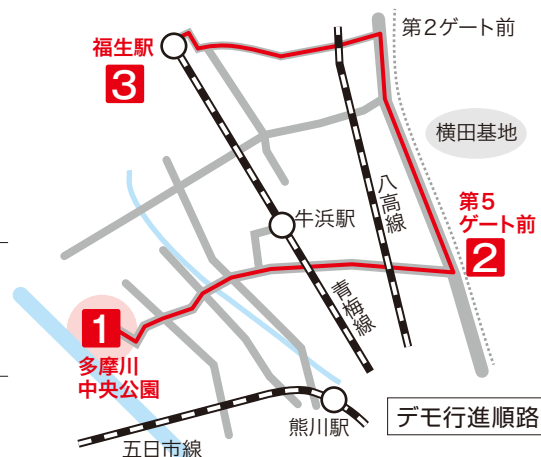 福生駅
3
第2ゲート前
横田基地
八高線
第5
ゲート前
2
牛浜駅
青梅線
1
多摩川
中央公園
熊川駅
五日市線
デモ行進順路